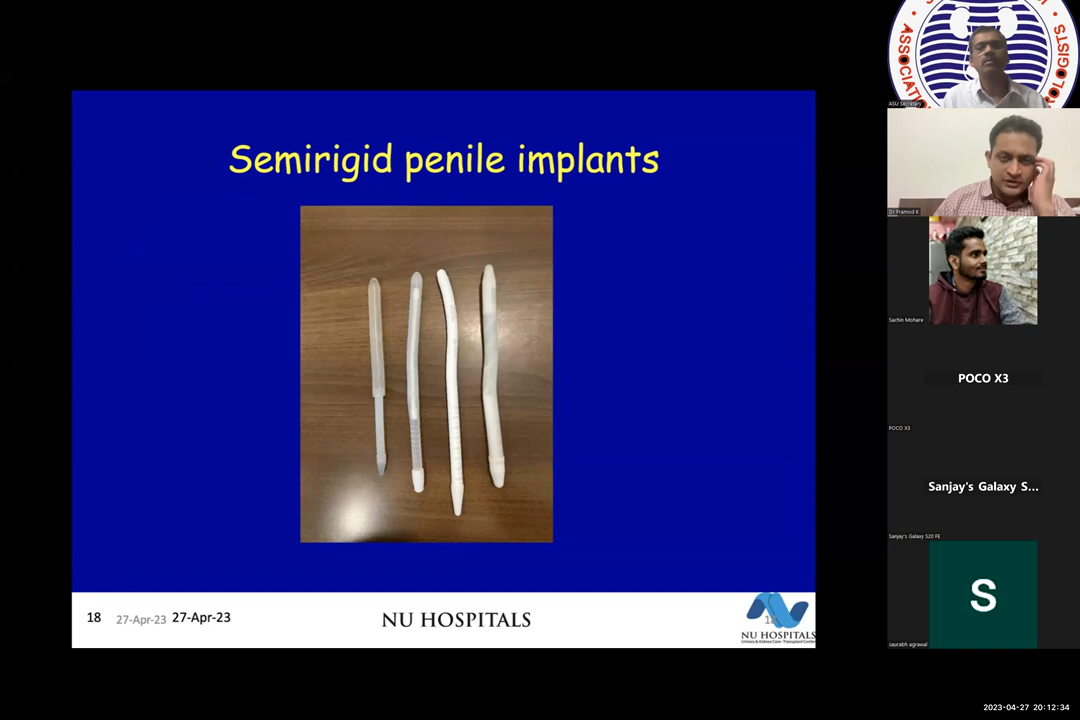 Semirigid penile implants
18
27-Apr-23
27-Apr-23
NU HOSPITALS
NU HOSPITALS
ASSOCIATI
ROLOGISTS
ASU Secretary
Dr Pramod K
Sachin Mohare
POCO X3
POCO X3
Sanjay's Galaxy S...
Sanjay's Galaxy S20 FE
S
saurabh agrawal
2023-04-27 20:12:34